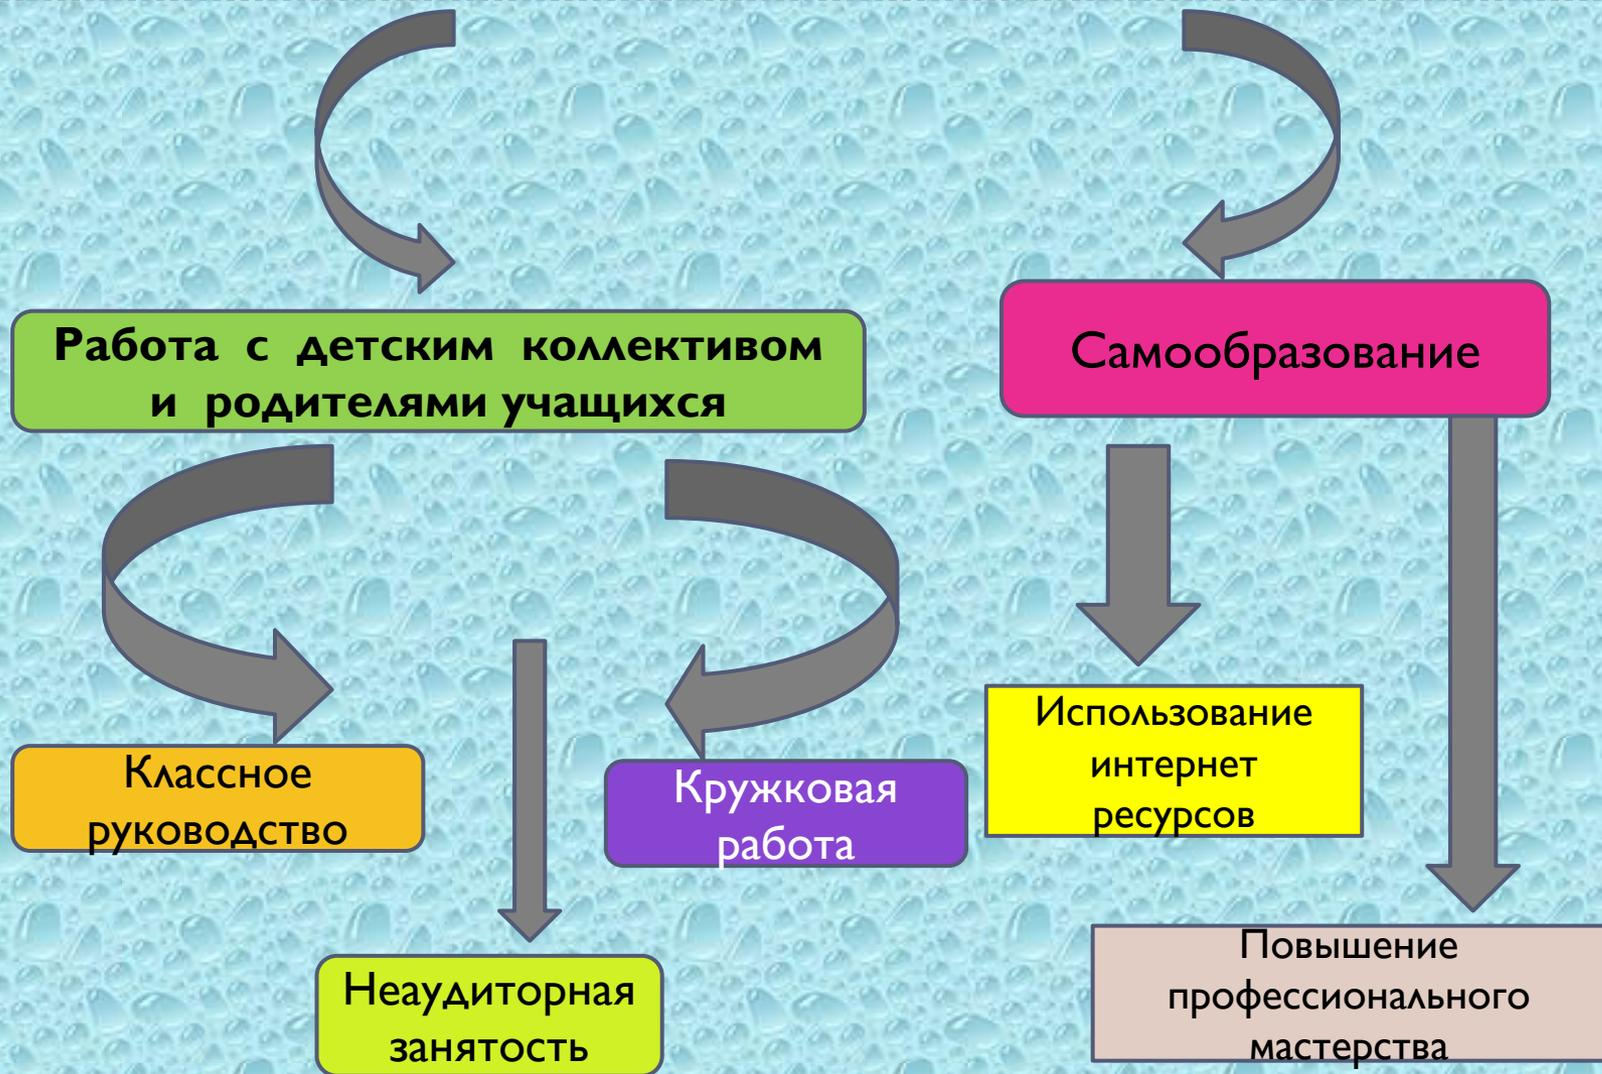 Работа с детским коллективом
и родителями учащихся
Самообразование
Классное
руководство
Кружковая
работа
Использование
интернет
ресурсов
Неаудиторная
занятость
Повышение
профессионального
мастерства